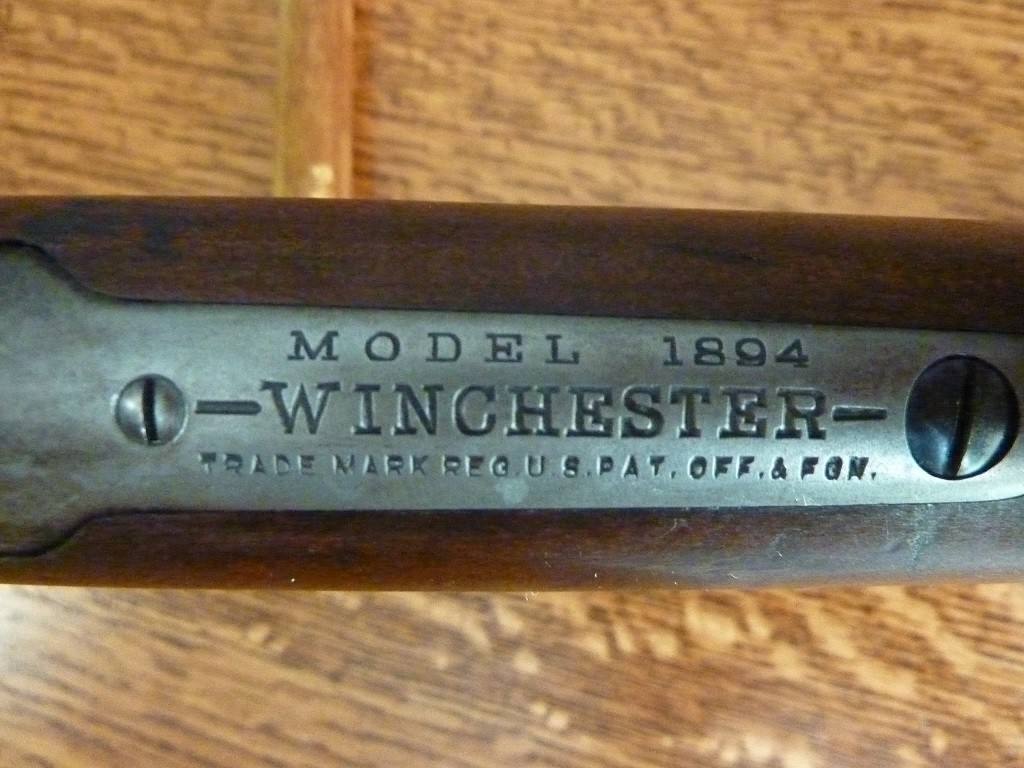 MODEL 1894
-WINCHESTER-
TRADE MARK REG. U.S. PAT. OFF. & FGN.